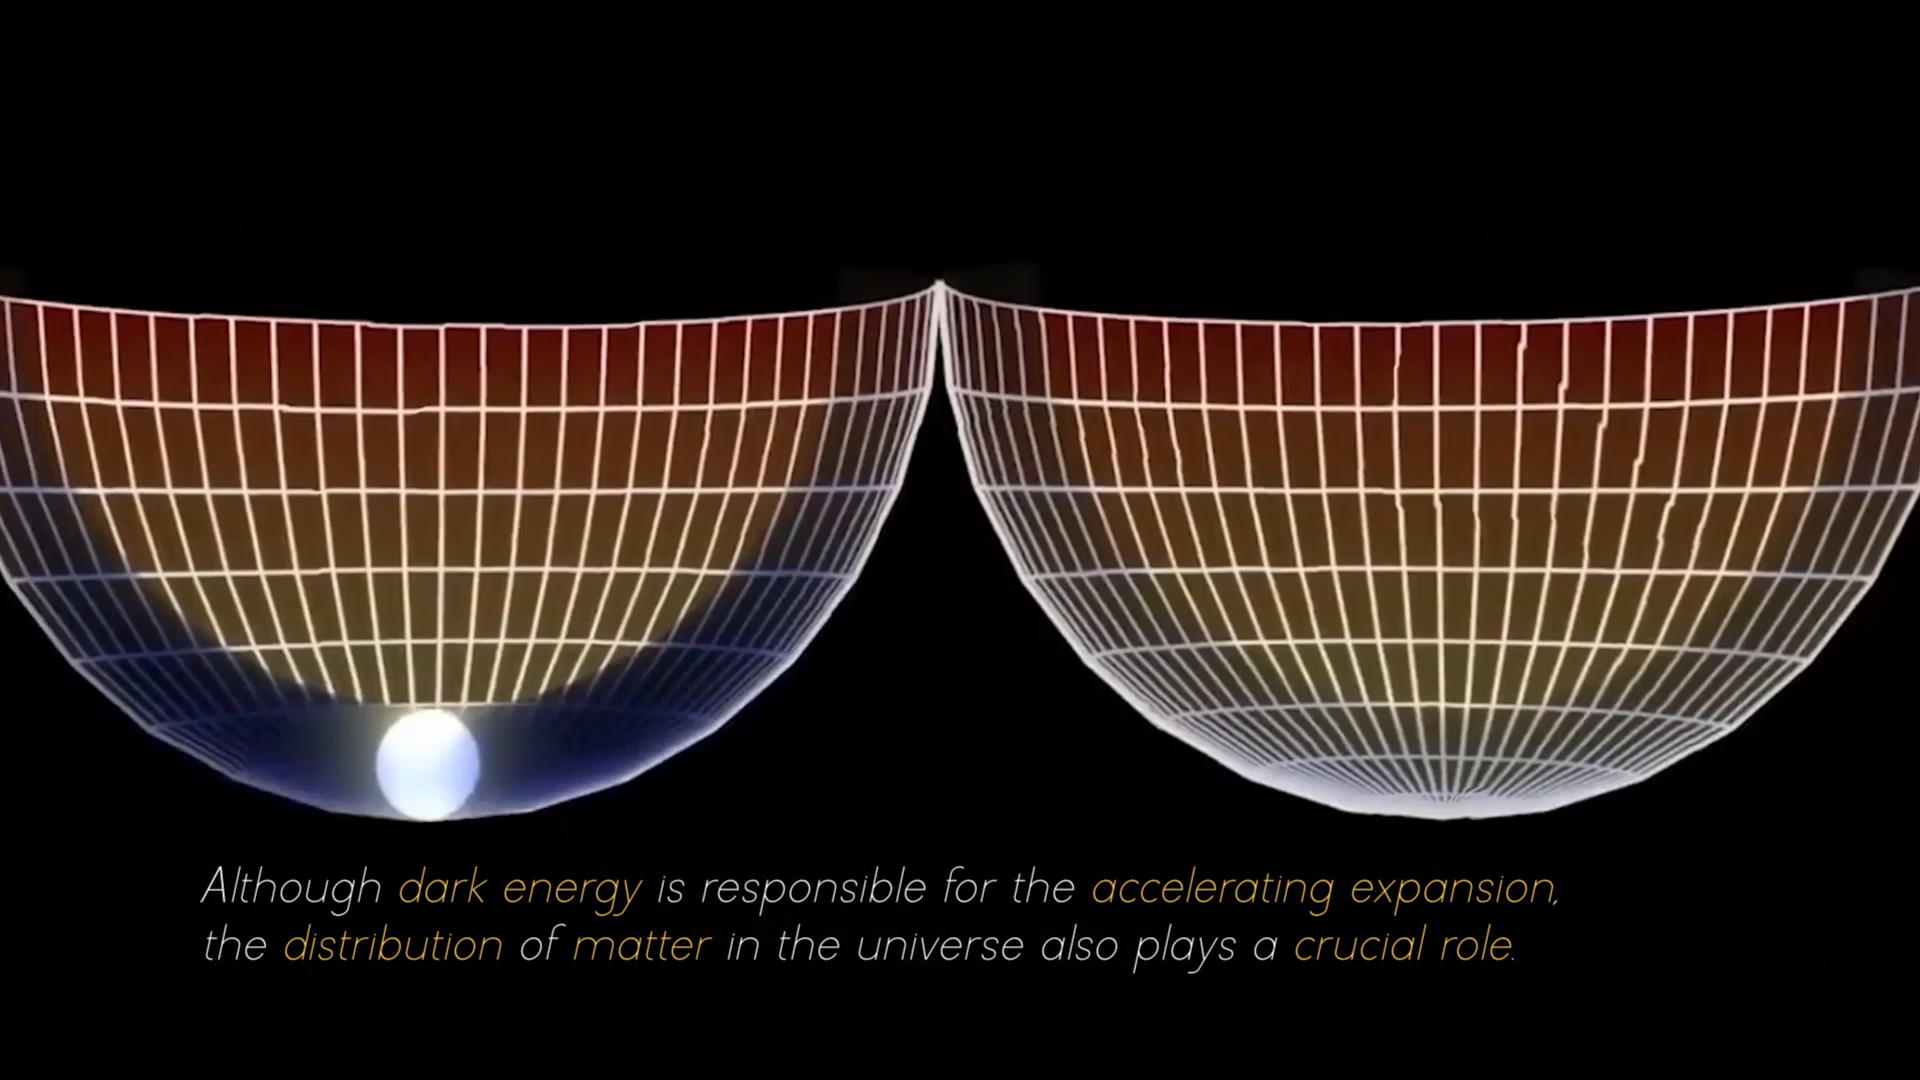 Although dark energy is responsible for the accelerating expansion,
the distribution of matter in the universe also plays a crucial role.